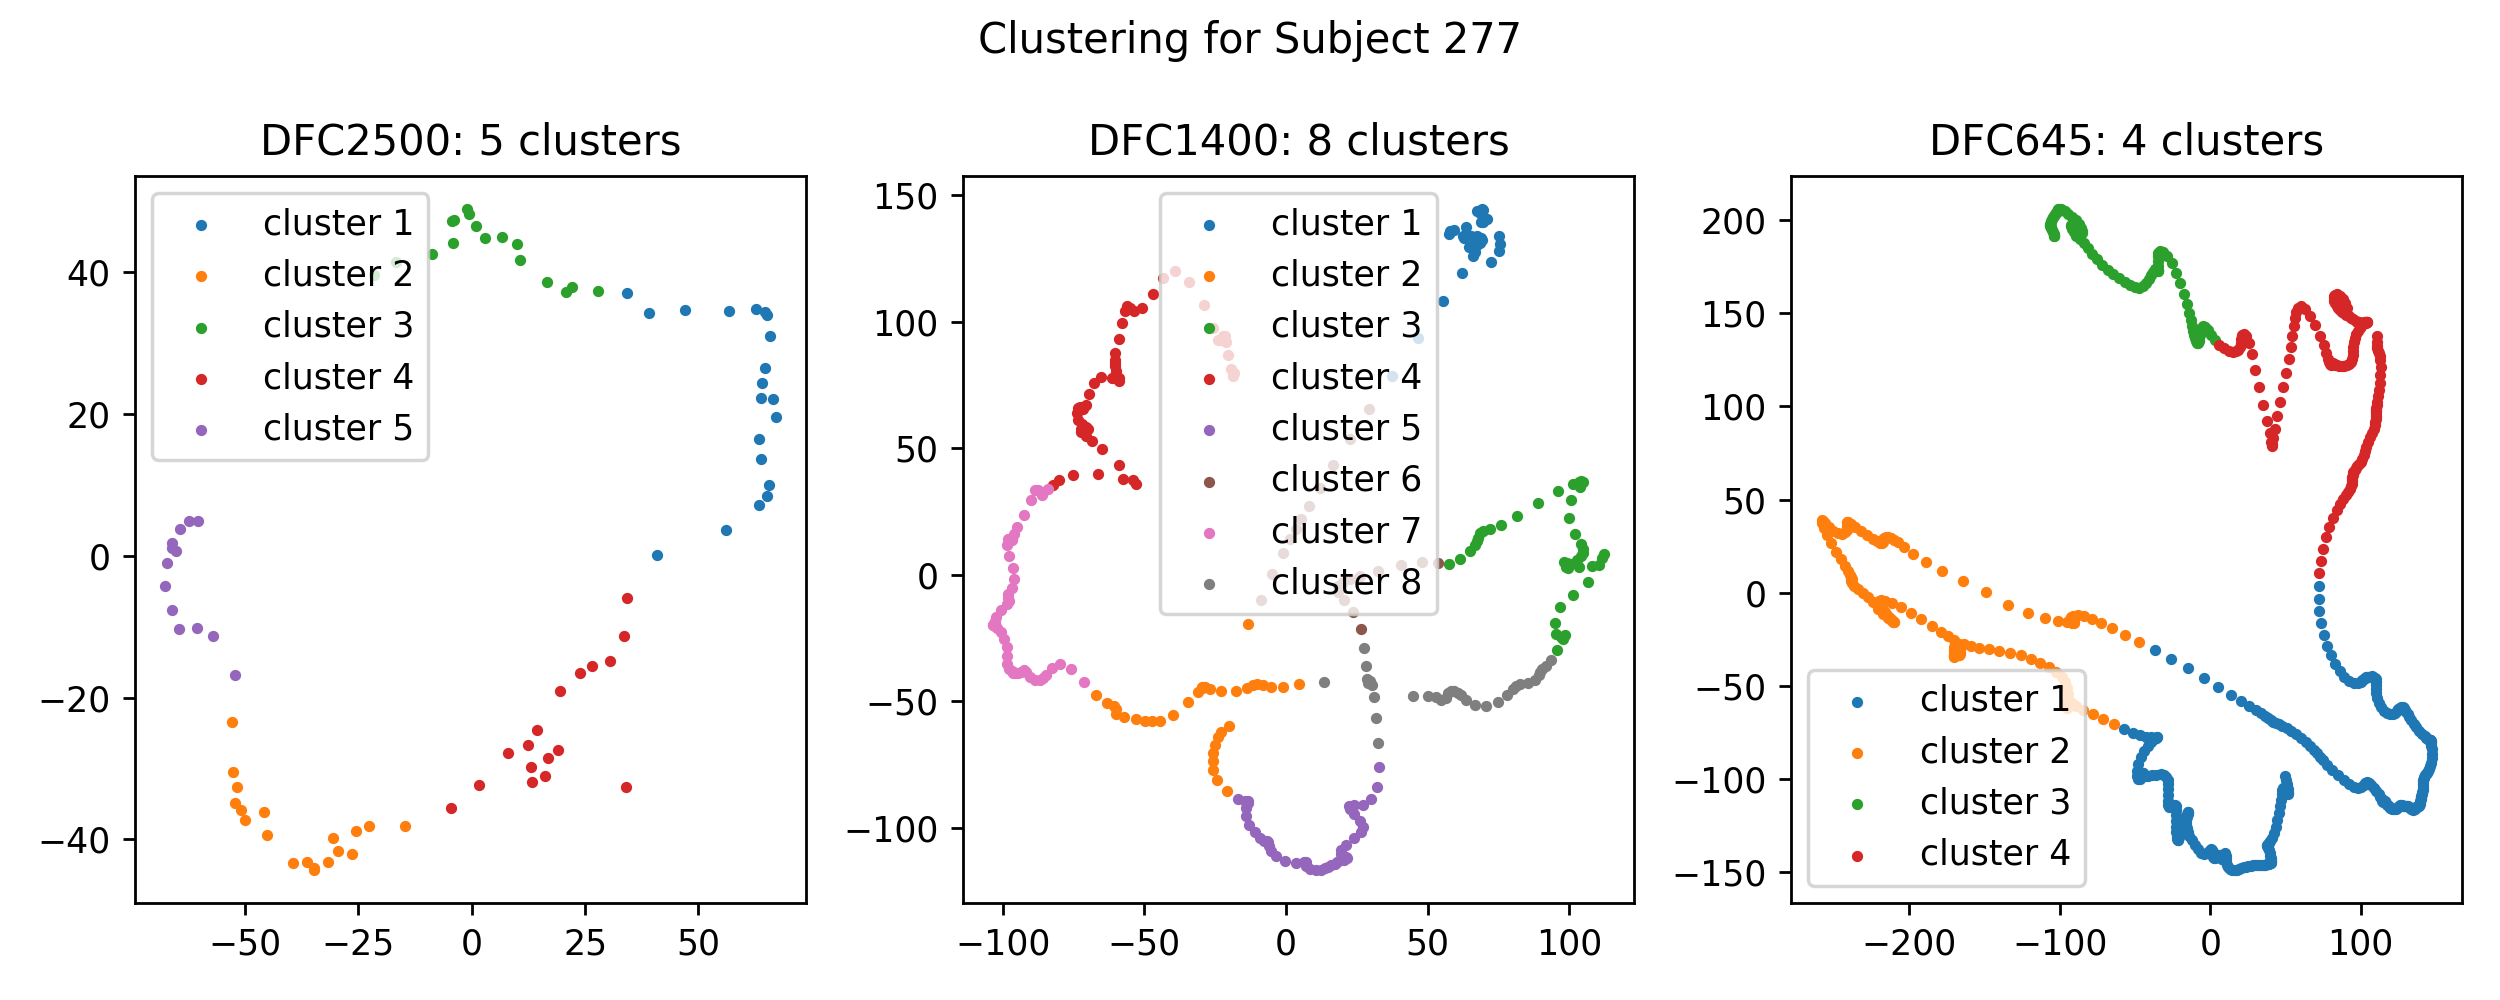 Clustering for Subject 277
DFC2500: 5 clusters
40
20
0
−20
−40
−50
−25
0
25
50
cluster 1
cluster 2
cluster 3
cluster 4
cluster 5
DFC1400: 8 clusters
150
100
50
0
−50
−100
−100
−50
0
50
100
cluster 1
cluster 2
cluster 3
cluster 4
cluster 5
cluster 6
cluster 7
cluster 8
DFC645: 4 clusters
200
150
100
50
0
−50
−100
−150
−200
−100
0
100
cluster 1
cluster 2
cluster 3
cluster 4